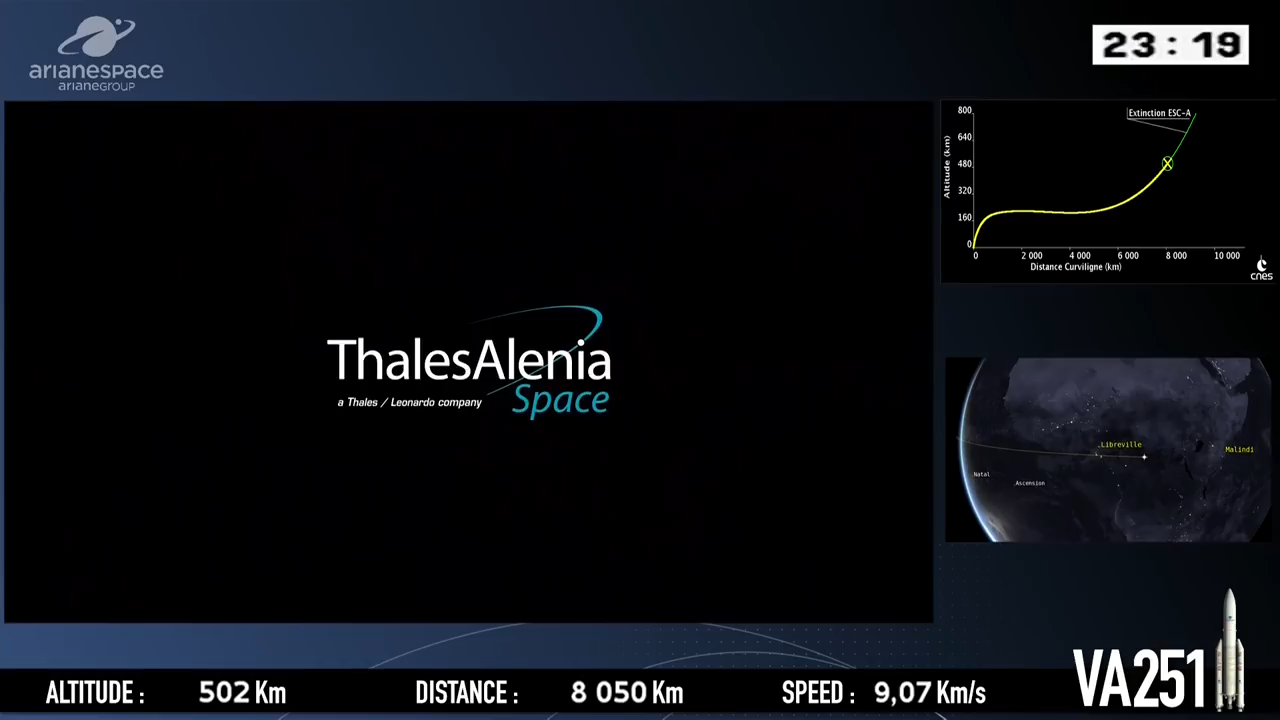 arianespace
arianeGROUP
23 : 19
Extinction ESC-A
Altitude (km)
800
640
480
320
160
0
0
2 000
4 000
6 000
8 000
10 000
Distance Curviligne (km)
cnes
ThalesAlenia
a Thales / Leonardo company
Space
Libreville
Malindi
Natal
Ascension
VA251
ALTITUDE : 502 Km
DISTANCE : 8 050 Km
SPEED : 9,07 Km/s